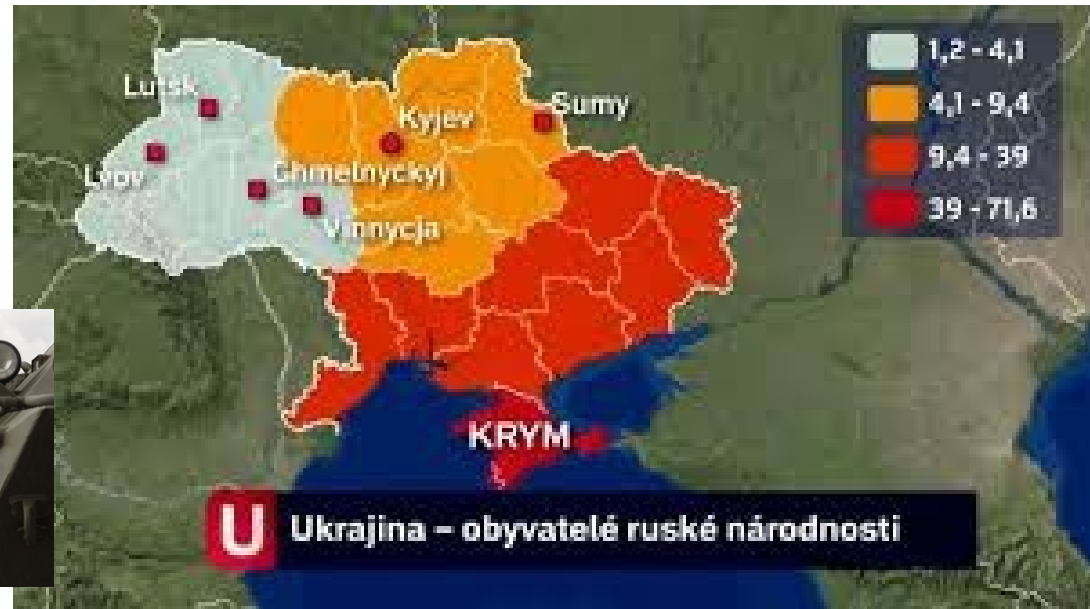 Lutsk
Sumy
Kyjev
Lvov
Chmelnyckyj
Vinnycja
KRYM
1,2 - 4,1
4,1 - 9,4
9,4 - 39
39 - 71,6
U Ukrajina – obyvatelé ruské národnosti